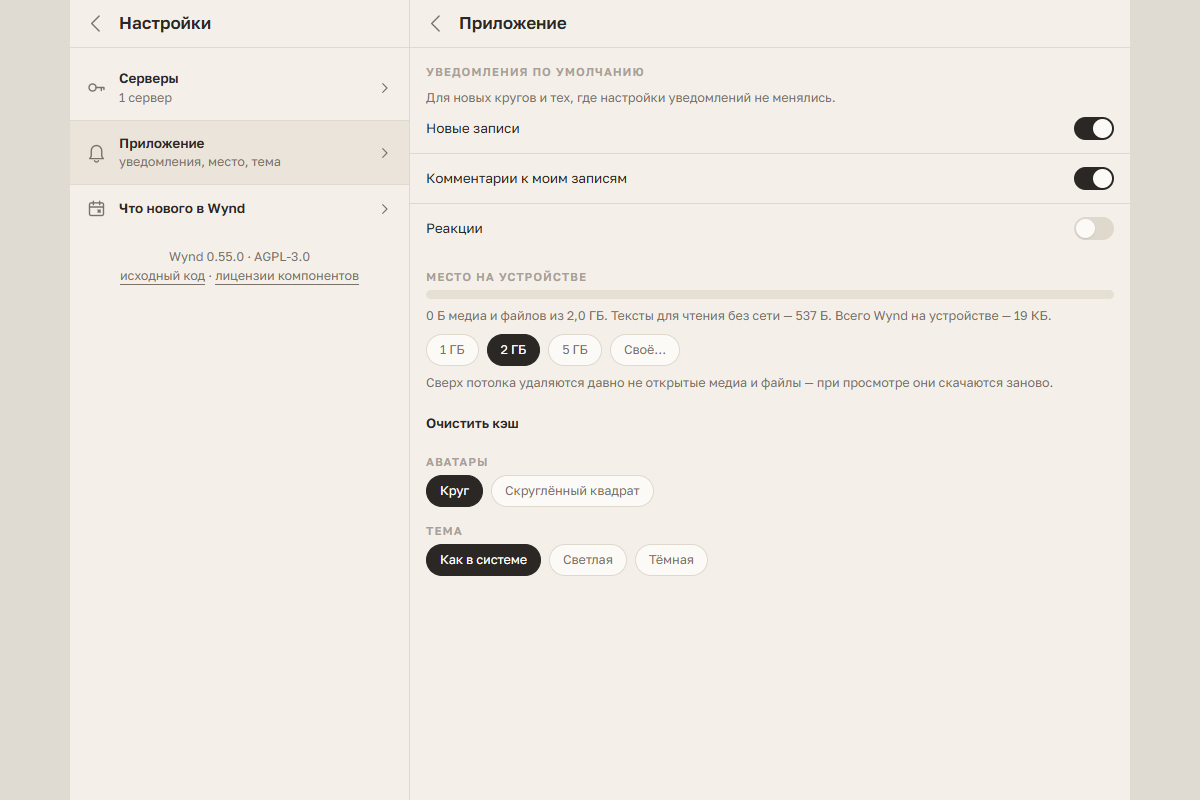 Настройки
Серверы
1 сервер
Приложение
уведомления, место, тема
Что нового в Wynd
Wynd 0.55.0 · AGPL-3.0
исходный код · лицензии компонентов
Приложение
УВЕДОМЛЕНИЯ ПО УМОЛЧАНИЮ
Для новых кругов и тех, где настройки уведомлений не менялись.
Новые записи
Комментарии к моим записям
Реакции
МЕСТО НА УСТРОЙСТВЕ
0 Б медиа и файлов из 2,0 ГБ. Тексты для чтения без сети — 537 Б. Всего Wynd на устройстве — 19 КБ.
1 ГБ 2 ГБ 5 ГБ Своё...
Сверх потолка удаляются давно не открытые медиа и файлы — при просмотре они скачаются заново.
Очистить кэш
АВАТАРЫ
Круг Скруглённый квадрат
ТЕМА
Как в системе Светлая Тёмная